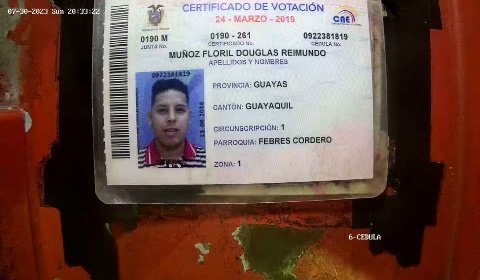 07-30-2023 Sun 20:33:22
CERTIFICADO DE VOTACIÓN
24 - MARZO - 2019
CNE
0190 M
JUNTA No.
0190 - 261
CERTIFICADO No.
0922381819
CÉDULA No.
MUÑOZ FLORIL DOUGLAS REIMUNDO
APELLIDOS Y NOMBRES
0922381819
PROVINCIA: GUAYAS
CANTÓN: GUAYAQUIL
CIRCUNSCRIPCIÓN: 1
PARROQUIA: FEBRES CORDERO
ZONA: 1
6-CEDULA